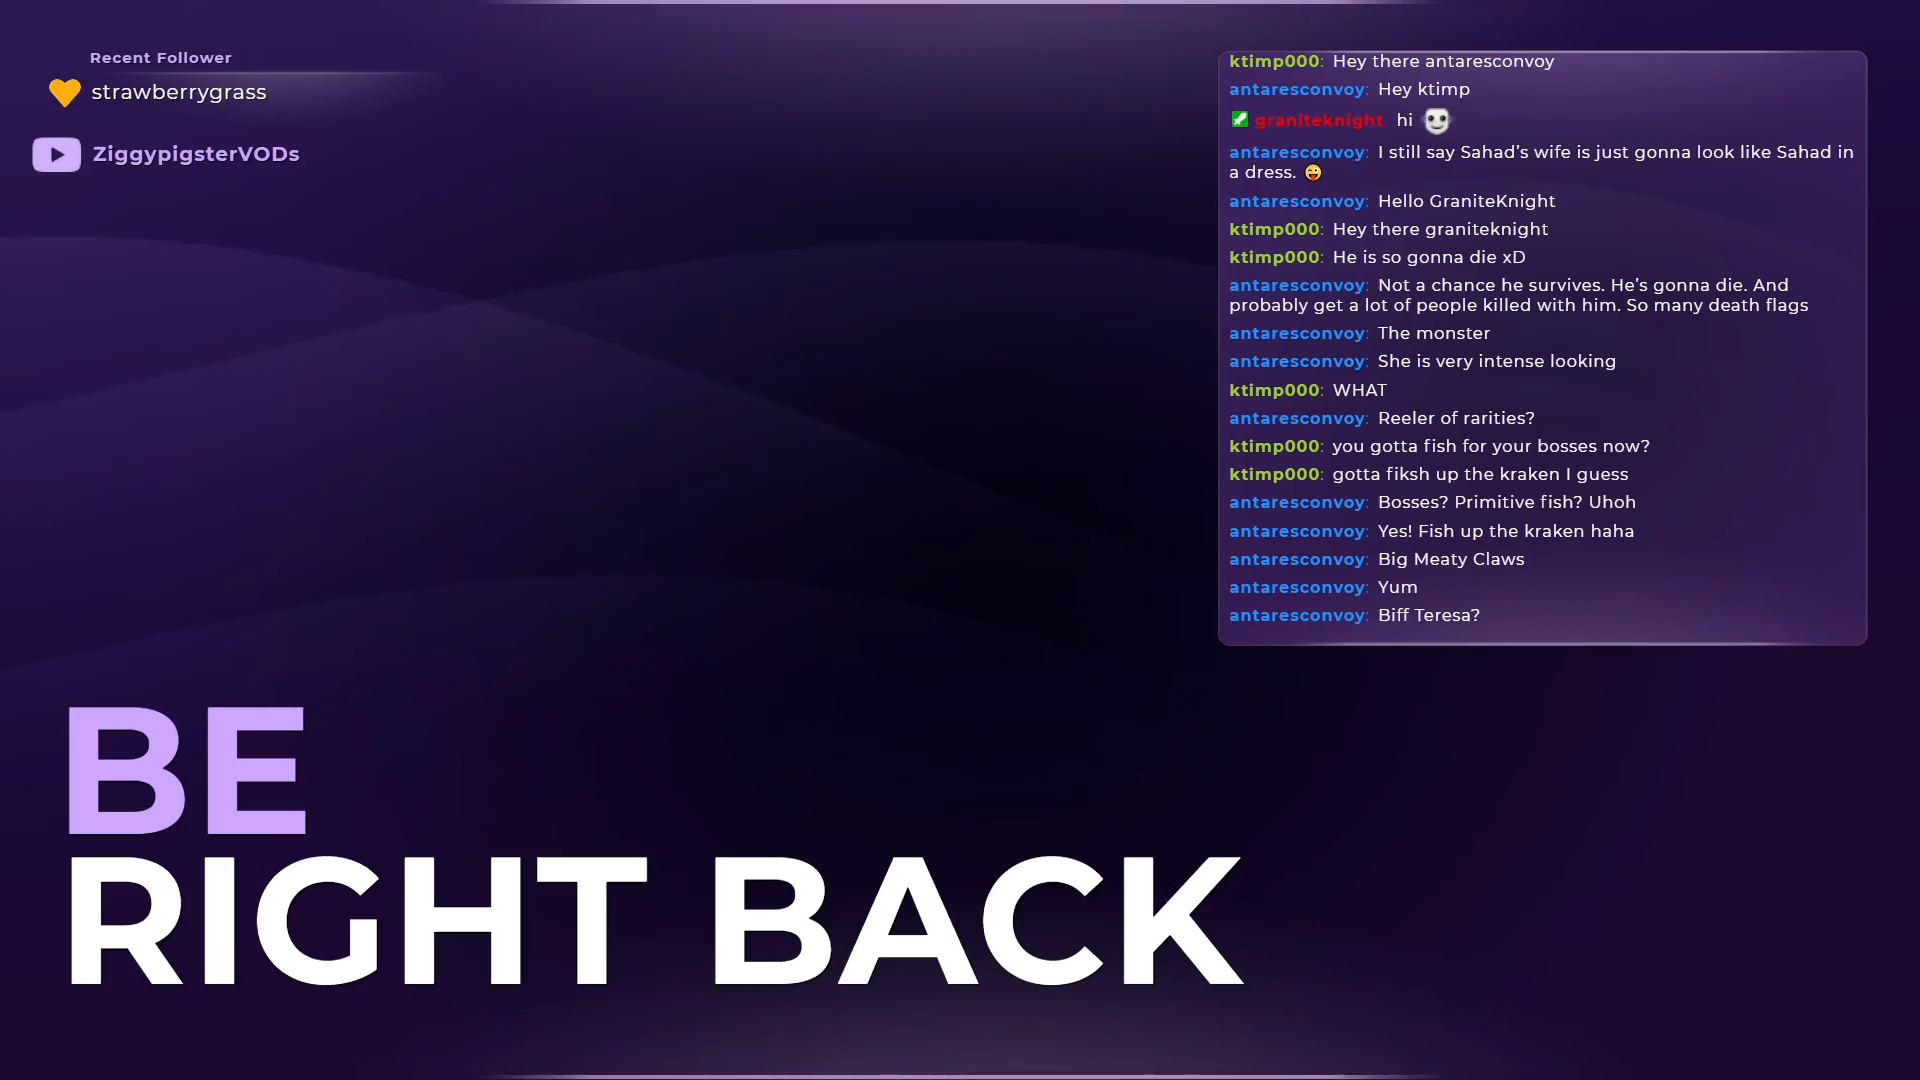 Recent Follower
strawberrygrass
ZiggypigsterVODs
ktimp000: Hey there antaresconvoy
antaresconvoy: Hey ktimp
graniteknight hi
antaresconvoy: I still say Sahad's wife is just gonna look like Sahad in
a dress. 😜
antaresconvoy: Hello GraniteKnight
ktimp000: Hey there graniteknight
ktimp000: He is so gonna die xD
antaresconvoy: Not a chance he survives. He's gonna die. And
probably get a lot of people killed with him. So many death flags
antaresconvoy: The monster
antaresconvoy: She is very intense looking
ktimp000: WHAT
antaresconvoy: Reeler of rarities?
ktimp000: you gotta fish for your bosses now?
ktimp000: gotta fiksh up the kraken I guess
antaresconvoy: Bosses? Primitive fish? Uhoh
antaresconvoy: Yes! Fish up the kraken haha
antaresconvoy: Big Meaty Claws
antaresconvoy: Yum
antaresconvoy: Biff Teresa?
BE
RIGHT BACK